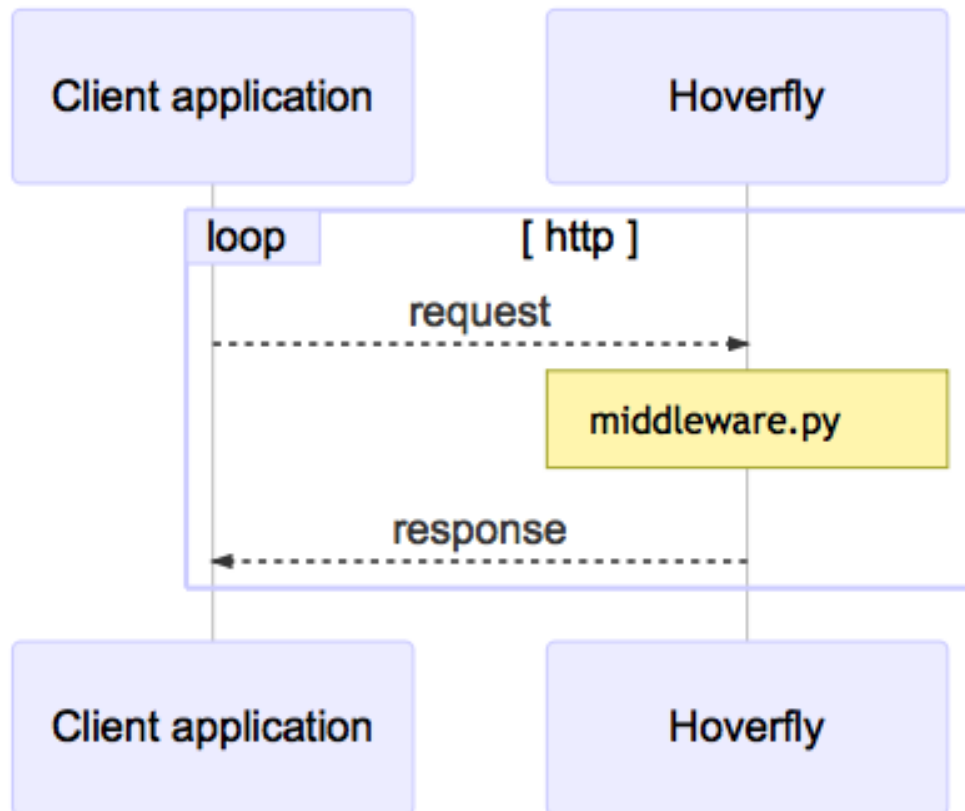 Client application
Hoverfly
loop
[ http ]
request
middleware.py
response
Client application
Hoverfly